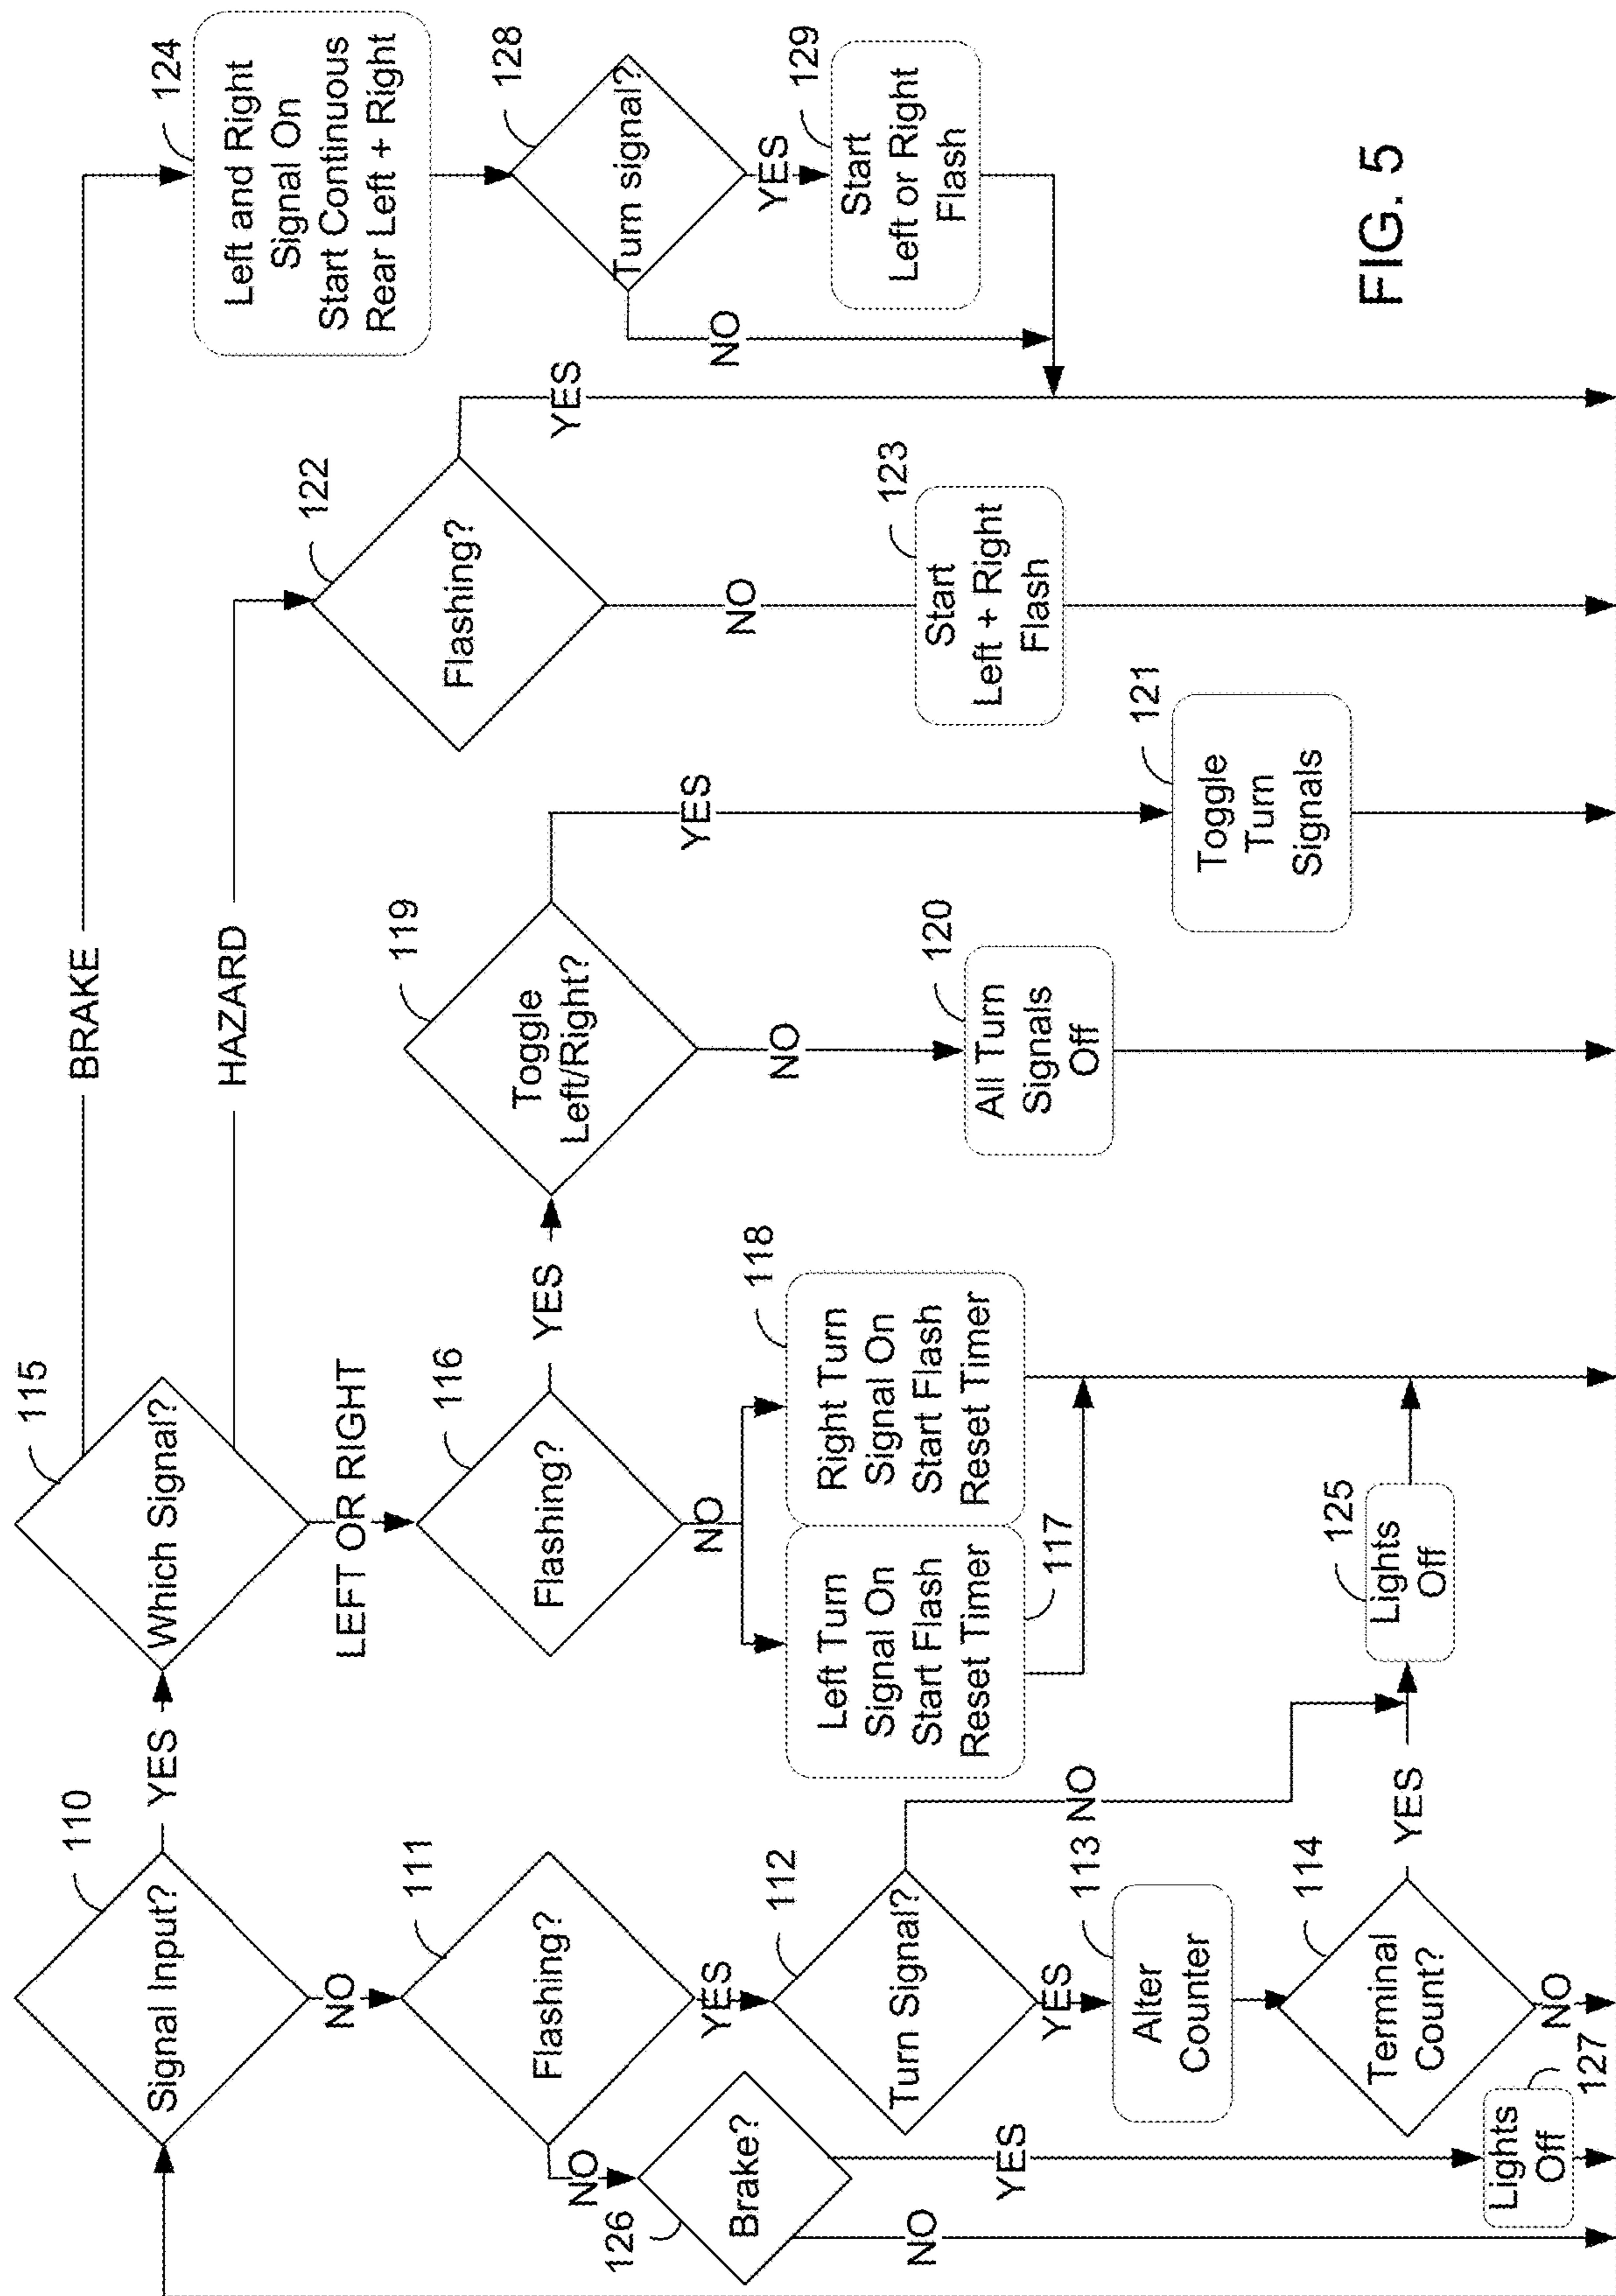 110
Signal Input?
YES
115
Which Signal?
BRAKE
HAZARD
LEFT OR RIGHT
NO
111
Flashing?
NO
126
Brake?
NO
YES
127
Lights
Off
YES
112
Turn Signal?
NO
YES
113
Alter
Counter
114
Terminal
Count?
NO
YES
125
Lights
Off
116
Flashing?
YES
NO
117
Left Turn
Signal On
Start Flash
Reset Timer
118
Right Turn
Signal On
Start Flash
Reset Timer
119
Toggle
Left/Right?
NO
120
All Turn
Signals
Off
YES
121
Toggle
Turn
Signals
122
Flashing?
YES
NO
123
Start
Left + Right
Flash
124
Left and Right
Signal On
Start Continuous
Rear Left + Right
128
Turn signal?
NO
YES
129
Start
Left or Right
Flash
FIG. 5